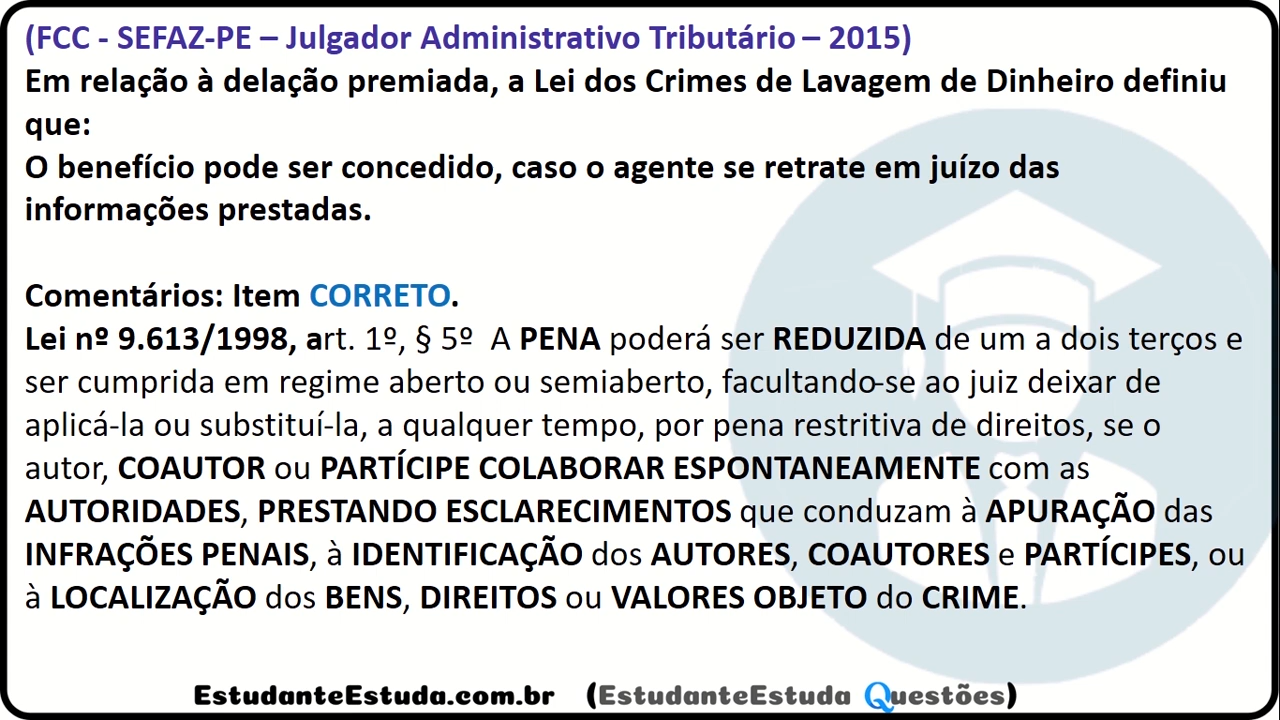 (FCC - SEFAZ-PE – Julgador Administrativo Tributário – 2015)
Em relação à delação premiada, a Lei dos Crimes de Lavagem de Dinheiro definiu
que:
O benefício pode ser concedido, caso o agente se retrate em juízo das
informações prestadas.
Comentários: Item CORRETO.
Lei nº 9.613/1998, art. 1º, § 5º  A PENA poderá ser REDUZIDA de um a dois terços e
ser cumprida em regime aberto ou semiaberto, facultando-se ao juiz deixar de
aplicá-la ou substituí-la, a qualquer tempo, por pena restritiva de direitos, se o
autor, COAUTOR ou PARTÍCIPE COLABORAR ESPONTANEAMENTE com as
AUTORIDADES, PRESTANDO ESCLARECIMENTOS que conduzam à APURAÇÃO das
INFRAÇÕES PENAIS, à IDENTIFICAÇÃO dos AUTORES, COAUTORES e PARTÍCIPES, ou
à LOCALIZAÇÃO dos BENS, DIREITOS ou VALORES OBJETO do CRIME.
EstudanteEstuda.com.br (EstudanteEstuda Questões)